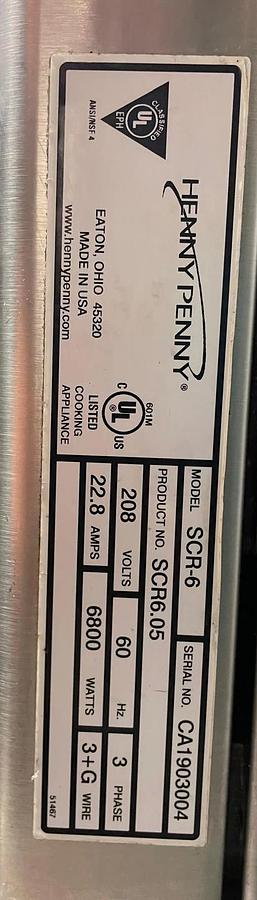 CLASSIFIED
UL
EPH
ANSI/NSF 4
HENNY PENNY®
EATON, OHIO 45320
MADE IN USA
www.hennypenny.com
601M
C UL US
®
LISTED
COOKING
APPLIANCE
MODEL SCR-6
SERIAL NO. CA1903004
PRODUCT NO. SCR6.05
208 VOLTS
60 Hz.
3 PHASE
22.8 AMPS
6800 WATTS
3+G WIRE
51467